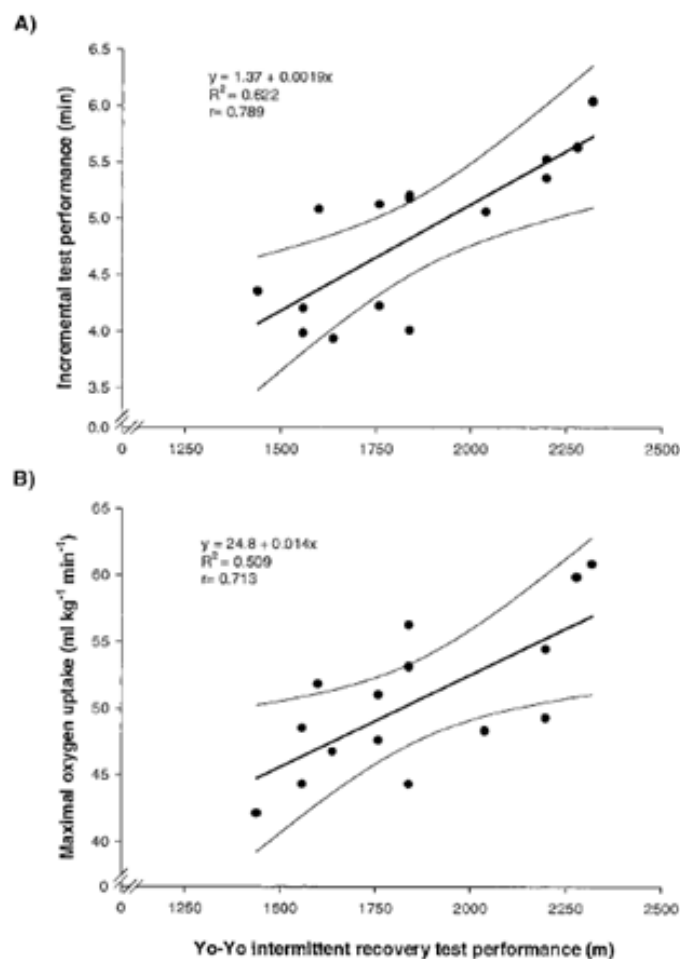 A)
6.5
y = 1.37 + 0.0019x
R² = 0.622
r= 0.789
6.0
5.5
5.0
4.5
4.0
3.5
0.0
Incremental test performance (min)
0 1250 1500 1750 2000 2250 2500
B)
65
y = 24.8 + 0.014x
R² = 0.509
r= 0.713
60
55
50
45
40
0
Maximal oxygen uptake (ml kg⁻¹ min⁻¹)
0 1250 1500 1750 2000 2250 2500
Yo-Yo intermittent recovery test performance (m)